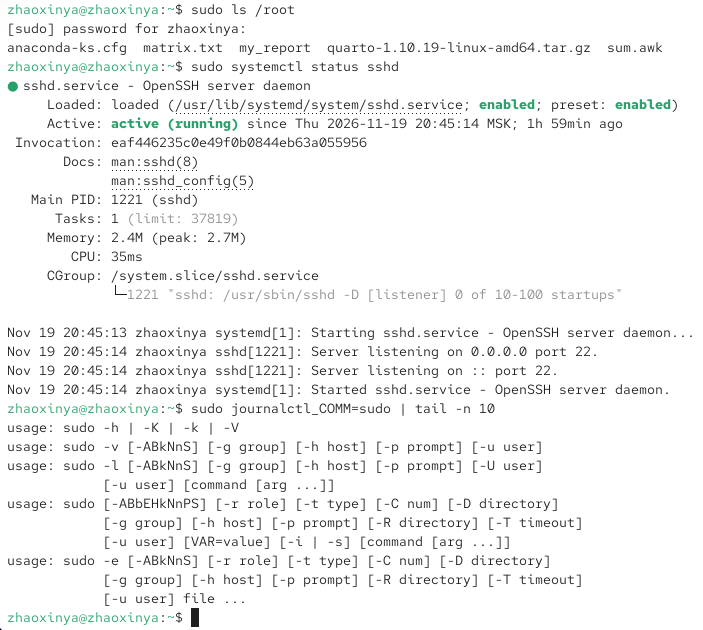 zhaoxinya@zhaoxinya:~$ sudo ls /root
[sudo] password for zhaoxinya:
anaconda-ks.cfg  matrix.txt  my_report  quarto-1.10.19-linux-amd64.tar.gz  sum.awk
zhaoxinya@zhaoxinya:~$ sudo systemctl status sshd
● sshd.service - OpenSSH server daemon
     Loaded: loaded (/usr/lib/systemd/system/sshd.service; enabled; preset: enabled)
     Active: active (running) since Thu 2026-11-19 20:45:14 MSK; 1h 59min ago
 Invocation: eaf446235c0e49f0b0844eb63a055956
       Docs: man:sshd(8)
             man:sshd_config(5)
   Main PID: 1221 (sshd)
      Tasks: 1 (limit: 37819)
     Memory: 2.4M (peak: 2.7M)
        CPU: 35ms
     CGroup: /system.slice/sshd.service
             └─1221 "sshd: /usr/sbin/sshd -D [listener] 0 of 10-100 startups"

Nov 19 20:45:13 zhaoxinya systemd[1]: Starting sshd.service - OpenSSH server daemon...
Nov 19 20:45:14 zhaoxinya sshd[1221]: Server listening on 0.0.0.0 port 22.
Nov 19 20:45:14 zhaoxinya sshd[1221]: Server listening on :: port 22.
Nov 19 20:45:14 zhaoxinya systemd[1]: Started sshd.service - OpenSSH server daemon.
zhaoxinya@zhaoxinya:~$ sudo journalctl_COMM=sudo | tail -n 10
usage: sudo -h | -K | -k | -V
usage: sudo -v [-ABkNnS] [-g group] [-h host] [-p prompt] [-u user]
usage: sudo -l [-ABkNnS] [-g group] [-h host] [-p prompt] [-U user]
            [-u user] [command [arg ...]]
usage: sudo [-ABbEHkNnPS] [-r role] [-t type] [-C num] [-D directory]
            [-g group] [-h host] [-p prompt] [-R directory] [-T timeout]
            [-u user] [VAR=value] [-i | -s] [command [arg ...]]
usage: sudo -e [-ABkNnS] [-r role] [-t type] [-C num] [-D directory]
            [-g group] [-h host] [-p prompt] [-R directory] [-T timeout]
            [-u user] file ...
zhaoxinya@zhaoxinya:~$